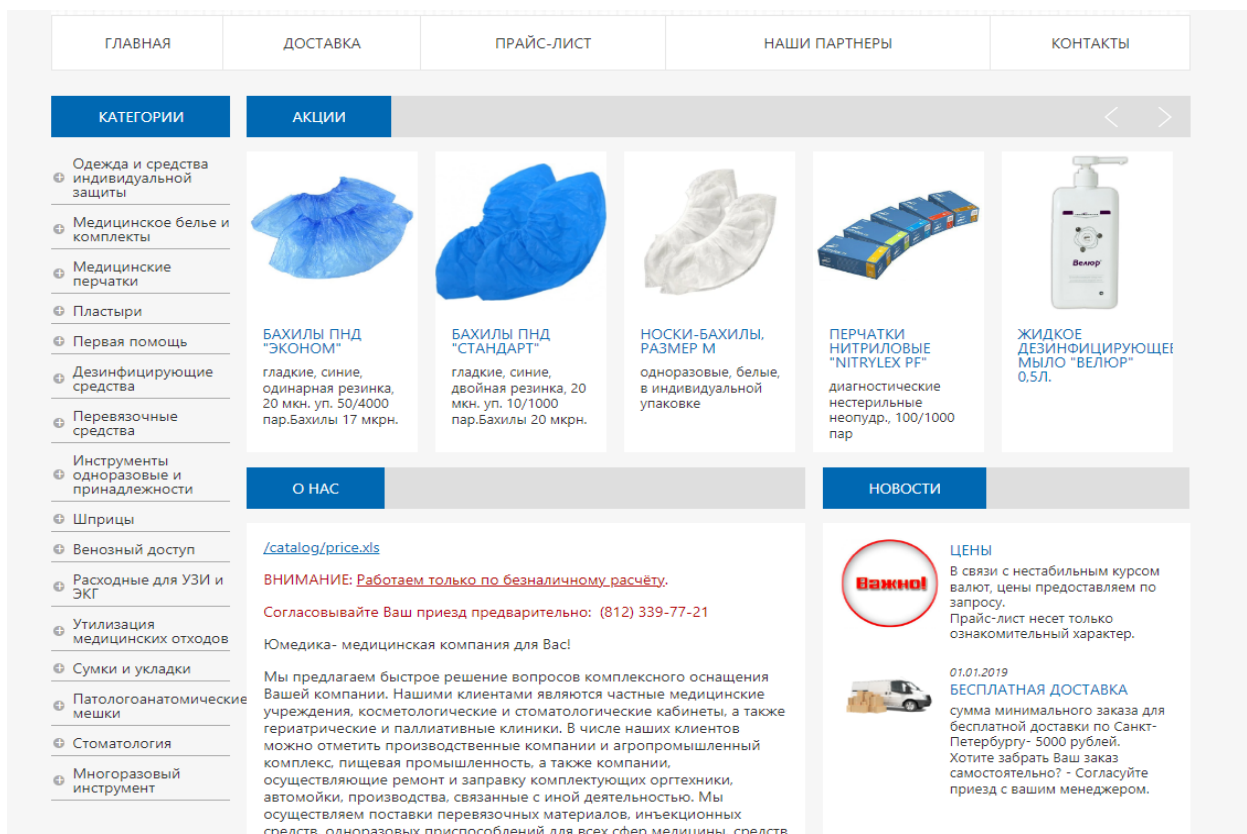 ГЛАВНАЯ
ДОСТАВКА
ПРАЙС-ЛИСТ
НАШИ ПАРТНЕРЫ
КОНТАКТЫ
КАТЕГОРИИ
Одежда и средства
индивидуальной
защиты
Медицинское белье и
комплекты
Медицинские
перчатки
Пластыри
Первая помощь
Дезинфицирующие
средства
Перевязочные
средства
Инструменты
одноразовые и
принадлежности
Шприцы
Венозный доступ
Расходные для УЗИ и
ЭКГ
Утилизация
медицинских отходов
Сумки и укладки
Патологоанатомические
мешки
Стоматология
Многоразовый
инструмент
АКЦИИ
БАХИЛЫ ПНД
"ЭКОНОМ"
гладкие, синие,
одинарная резинка,
20 мкн. уп. 50/4000
пар.Бахилы 17 мкрн.
БАХИЛЫ ПНД
"СТАНДАРТ"
гладкие, синие,
двойная резинка, 20
мкн. уп. 10/1000
пар.Бахилы 20 мкрн.
НОСКИ-БАХИЛЫ,
РАЗМЕР М
одноразовые, белые,
в индивидуальной
упаковке
ПЕРЧАТКИ
НИТРИЛОВЫЕ
"NITRYLEX PF"
диагностические
нестерильные
неопудр., 100/1000
пар
Велюр
ЖИДКОЕ
ДЕЗИНФИЦИРУЮЩЕЕ
МЫЛО "ВЕЛЮР"
0,5Л.
О НАС
/catalog/price.xls
ВНИМАНИЕ: Работаем только по безналичному расчёту.
Согласовывайте Ваш приезд предварительно: (812) 339-77-21
Юмедика- медицинская компания для Вас!
Мы предлагаем быстрое решение вопросов комплексного оснащения
Вашей компании. Нашими клиентами являются частные медицинские
учреждения, косметологические и стоматологические кабинеты, а также
гериатрические и паллиативные клиники. В числе наших клиентов
можно отметить производственные компании и агропромышленный
комплекс, пищевая промышленность, а также компании,
осуществляющие ремонт и заправку комплектующих оргтехники,
автомойки, производства, связанные с иной деятельностью. Мы
осуществляем поставки перевязочных материалов, инъекционных
средств, одноразовых приспособлений для всех сфер медицины, средств
НОВОСТИ
Важно!
ЦЕНЫ
В связи с нестабильным курсом
валют, цены предоставляем по
запросу.
Прайс-лист несет только
ознакомительный характер.
01.01.2019
БЕСПЛАТНАЯ ДОСТАВКА
сумма минимального заказа для
бесплатной доставки по Санкт-
Петербургу- 5000 рублей.
Хотите забрать Ваш заказ
самостоятельно? - Согласуйте
приезд с вашим менеджером.